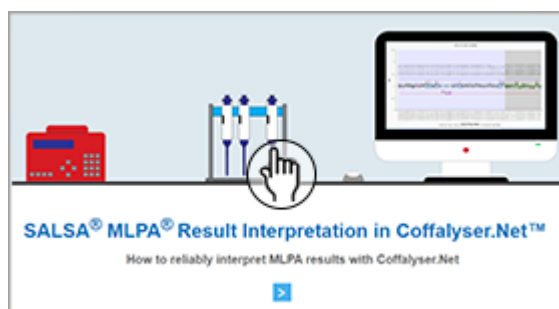 SALSA® MLPA® Result Interpretation in Coffalyser.Net™
How to reliably interpret MLPA results with Coffalyser.Net
>